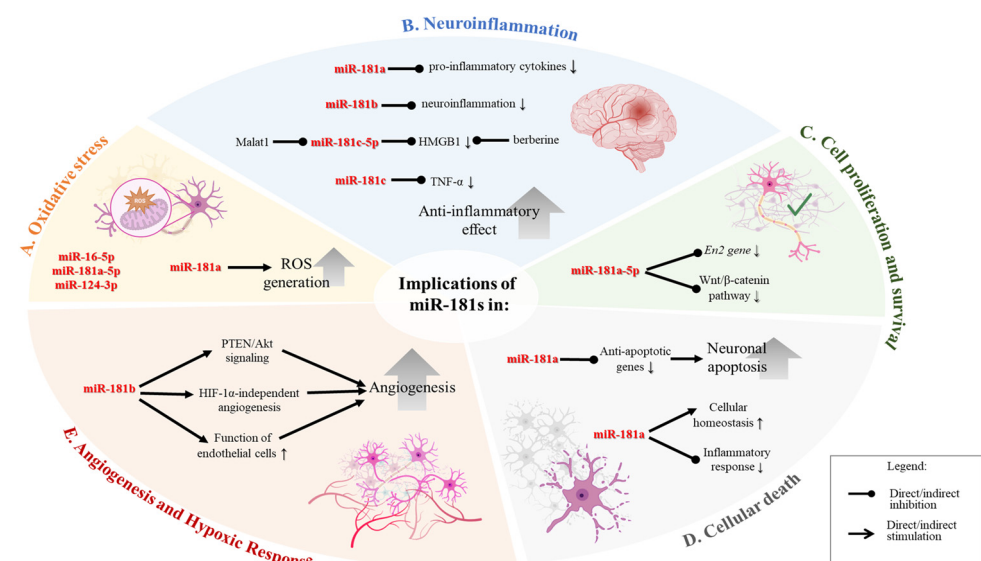 B. Neuroinflammation
miR-181a pro-inflammatory cytokines ↓
miR-181b neuroinflammation ↓
Malat1 miR-181c-5p HMGB1 ↓ berberine
miR-181c TNF-α ↓
Anti-inflammatory
effect
A. Oxidative stress
ROS
miR-16-5p
miR-181a-5p
miR-124-3p
miR-181a
ROS
generation
C. Cell proliferation and survival
miR-181a-5p
En2 gene ↓
Wnt/β-catenin
pathway ↓
Implications of
miR-181s in:
E. Angiogenesis and Hypoxic Response
miR-181b
PTEN/Akt
signaling
HIF-1α-independent
angiogenesis
Function of
endothelial cells ↑
Angiogenesis
D. Cellular death
miR-181a
Anti-apoptotic
genes ↓
Neuronal
apoptosis
miR-181a
Cellular
homeostasis ↑
Inflammatory
response ↓
Legend:
Direct/indirect
inhibition
Direct/indirect
stimulation